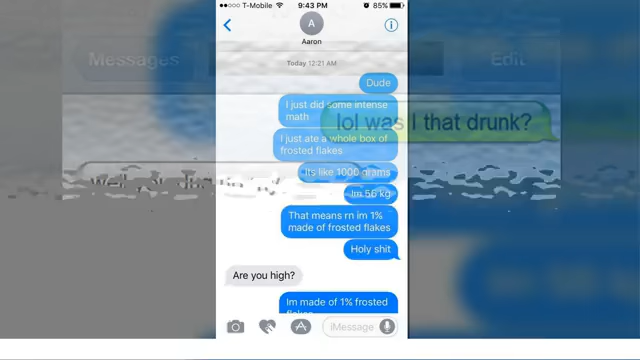 T-Mobile 9:43 PM 85%
A
Messages Aaron Edit
Today 12:21 AM
Dude
I just did some intense
math
lol was I that drunk?
I just ate a whole box of
frosted flakes
Its like 1000 grams
Im 56 kg
That means rn im 1%
made of frosted flakes
Holy shit
Are you high?
Im made of 1% frosted
flakes
iMessage